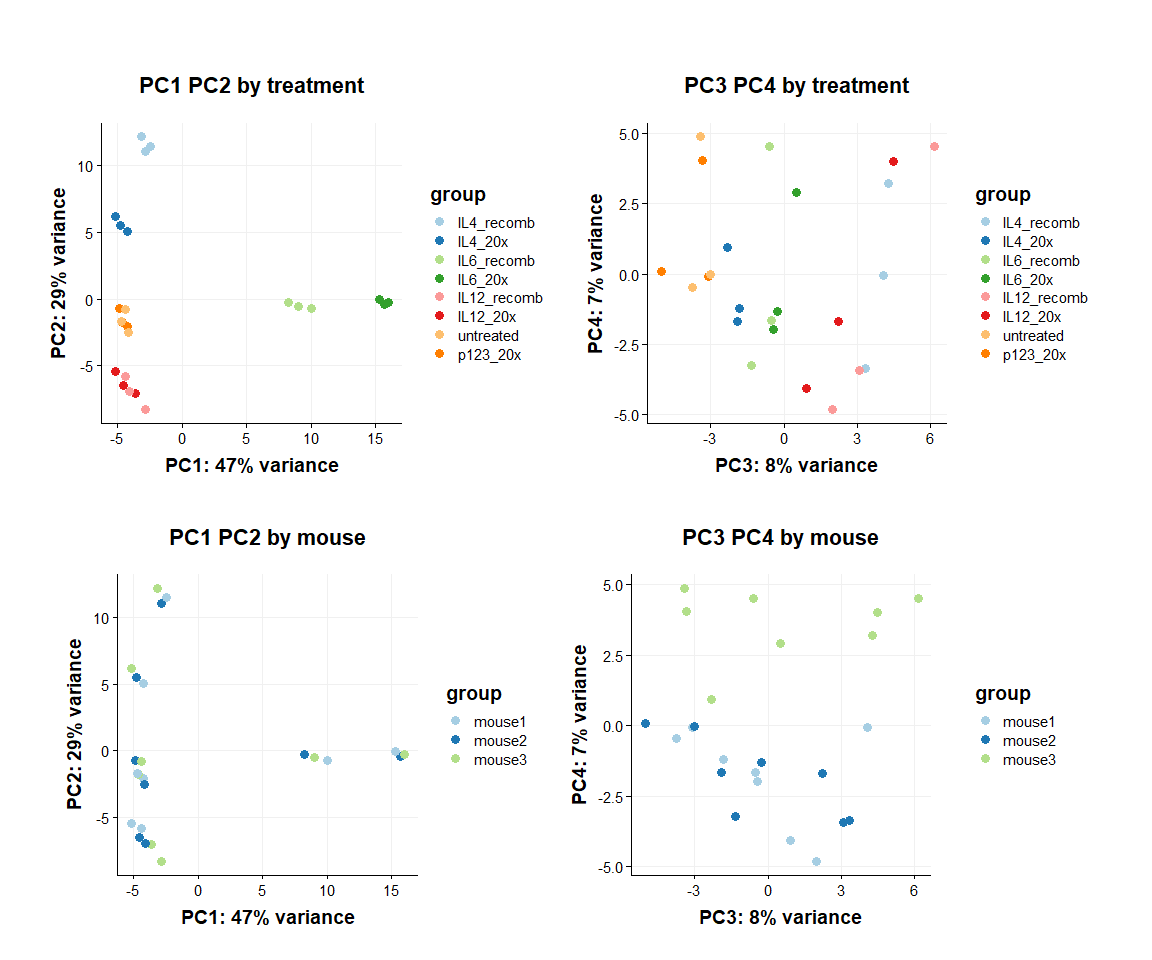 PC1 PC2 by treatment
PC2: 29% variance
10
5
0
-5
-5
0
5
10
15
PC1: 47% variance
group
IL4_recomb
IL4_20x
IL6_recomb
IL6_20x
IL12_recomb
IL12_20x
untreated
p123_20x
PC3 PC4 by treatment
PC4: 7% variance
5.0
2.5
0.0
-2.5
-5.0
-3
0
3
6
PC3: 8% variance
group
IL4_recomb
IL4_20x
IL6_recomb
IL6_20x
IL12_recomb
IL12_20x
untreated
p123_20x
PC1 PC2 by mouse
PC2: 29% variance
10
5
0
-5
-5
0
5
10
15
PC1: 47% variance
group
mouse1
mouse2
mouse3
PC3 PC4 by mouse
PC4: 7% variance
5.0
2.5
0.0
-2.5
-5.0
-3
0
3
6
PC3: 8% variance
group
mouse1
mouse2
mouse3